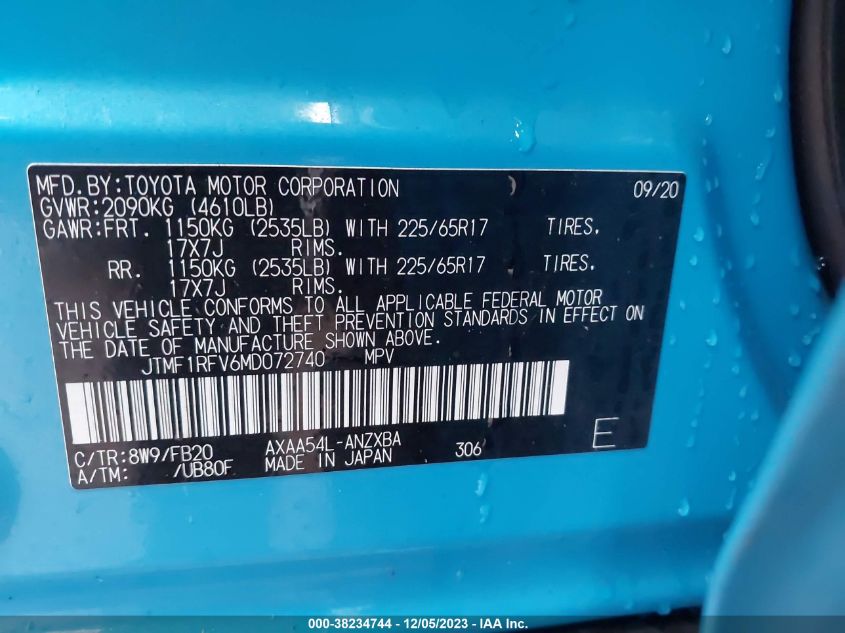 MFD.BY:TOYOTA MOTOR CORPORATION 09/20
GVWR:2090KG (4610LB)
GAWR:FRT. 1150KG (2535LB) WITH 225/65R17 TIRES,
17X7J RIMS.
RR. 1150KG (2535LB) WITH 225/65R17 TIRES,
17X7J RIMS.
THIS VEHICLE CONFORMS TO ALL APPLICABLE FEDERAL MOTOR
VEHICLE SAFETY AND THEFT PREVENTION STANDARDS IN EFFECT ON
THE DATE OF MANUFACTURE SHOWN ABOVE.
JTMF1RFV6MD072740 MPV
C/TR:8W9/FB20 AXAA54L-ANZXBA 306 E
A/TM: /UB80F MADE IN JAPAN
000-38234744 - 12/05/2023 - IAA Inc.